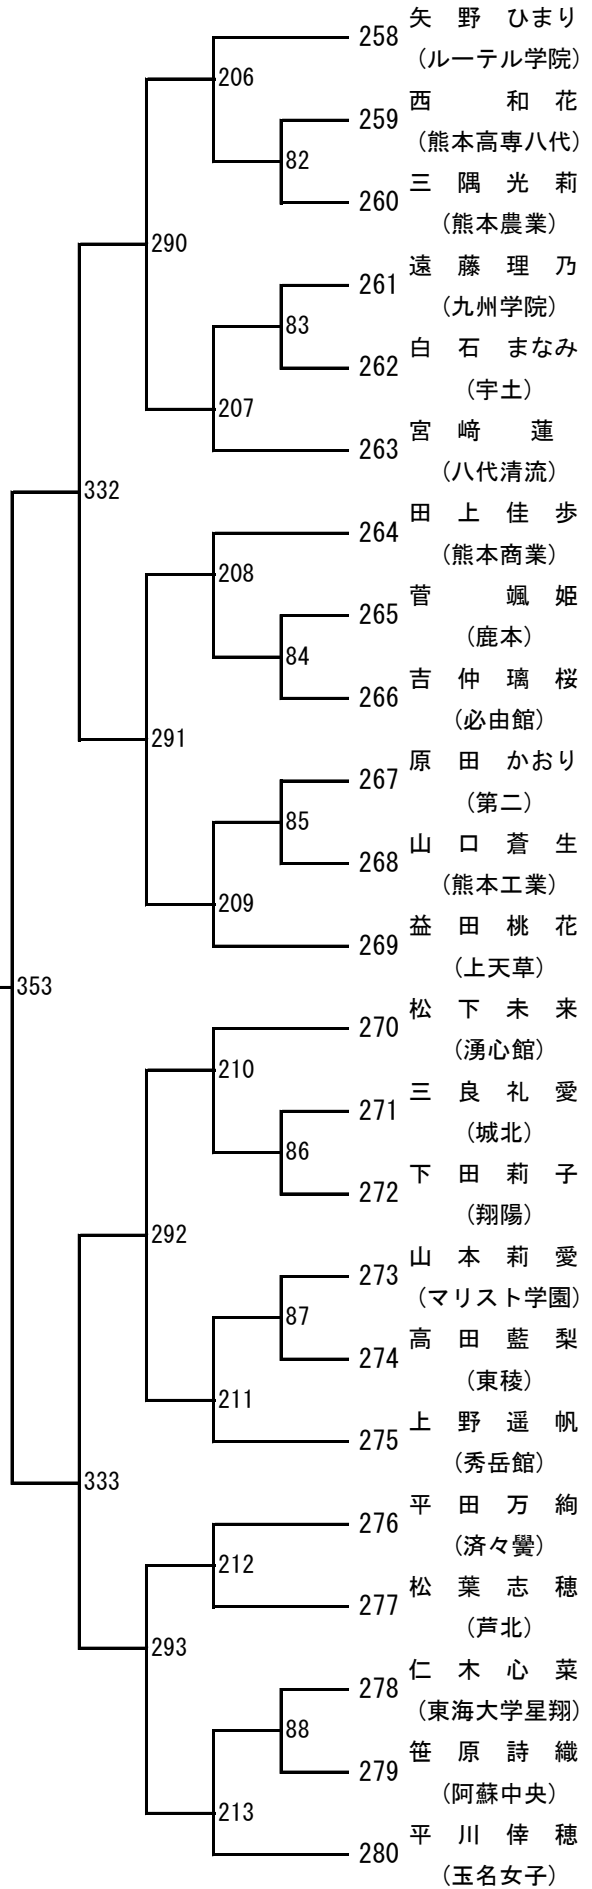 258 矢野 ひまり
(ルーテル学院)
206
259 西 和花
(熊本高専八代)
82
260 三隅光莉
(熊本農業)
290
261 遠藤理乃
(九州学院)
83
262 白石 まなみ
(宇土)
207
263 宮﨑 蓮
(八代清流)
332
264 田上佳歩
(熊本商業)
208
265 菅 颯姫
(鹿本)
84
266 吉仲璃桜
(必由館)
291
267 原田 かおり
(第二)
85
268 山口蒼生
(熊本工業)
209
269 益田桃花
(上天草)
353
270 松下未来
(湧心館)
210
271 三良礼愛
(城北)
86
272 下田莉子
(翔陽)
292
273 山本莉愛
(マリスト学園)
87
274 高田藍梨
(東稜)
211
275 上野遥帆
(秀岳館)
333
276 平田万絢
(済々黌)
212
277 松葉志穂
(芦北)
293
278 仁木心菜
(東海大学星翔)
88
279 笹原詩織
(阿蘇中央)
213
280 平川倖穂
(玉名女子)